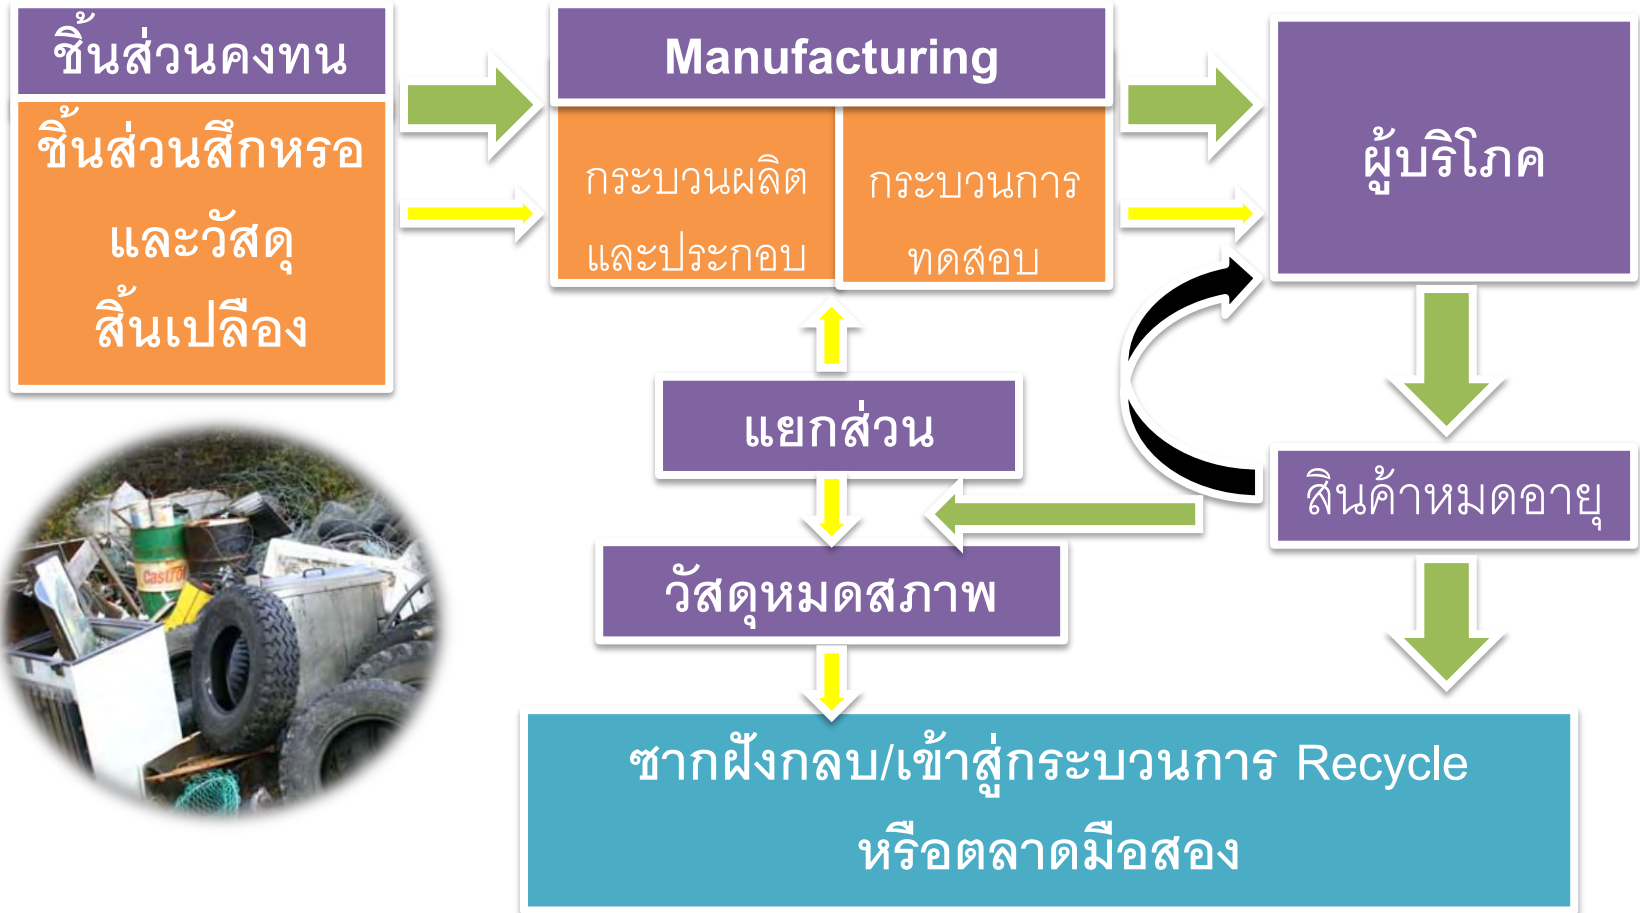 ชิ้นส่วนคงทน
Manufacturing
ชิ้นส่วนสึกหรอ
และวัสดุ
สิ้นเปลือง
กระบวนผลิต
และประกอบ
กระบวนการ
ทดสอบ
ผู้บริโภค
แยกส่วน
สินค้าหมดอายุ
วัสดุหมดสภาพ
Castrol
ซากฝังกลบ/เข้าสู่กระบวนการ Recycle
หรือตลาดมือสอง